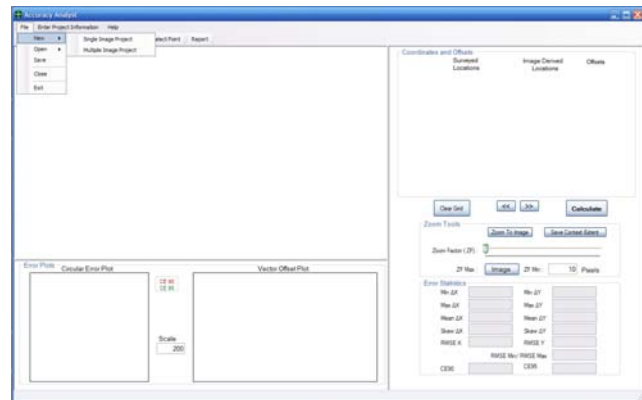 Accuracy Analyst
File Enter Project Information Help
New Single Image Project
Open Multiple Image Project
Save
Close
Exit
elect Point Report
Coordinates and Offsets
Surveyed Locations Image Derived Locations Offsets
Clear Grid << >> Calculate
Zoom Tools
Zoom To Image Save Context Extent
Zoom Factor ( ZF)
ZF Max Image ZF Min : 10 Pixels
Error Plots
Circular Error Plot Vector Offset Plot
CE 90
CE 95
Scale
200
Error Statistics
Min ΔX Min ΔY
Max ΔX Max ΔY
Mean ΔX Mean ΔY
Skew ΔX Skew ΔY
RMSE X RMSE Y
RMSE Min/ RMSE Max
CE90 CE95